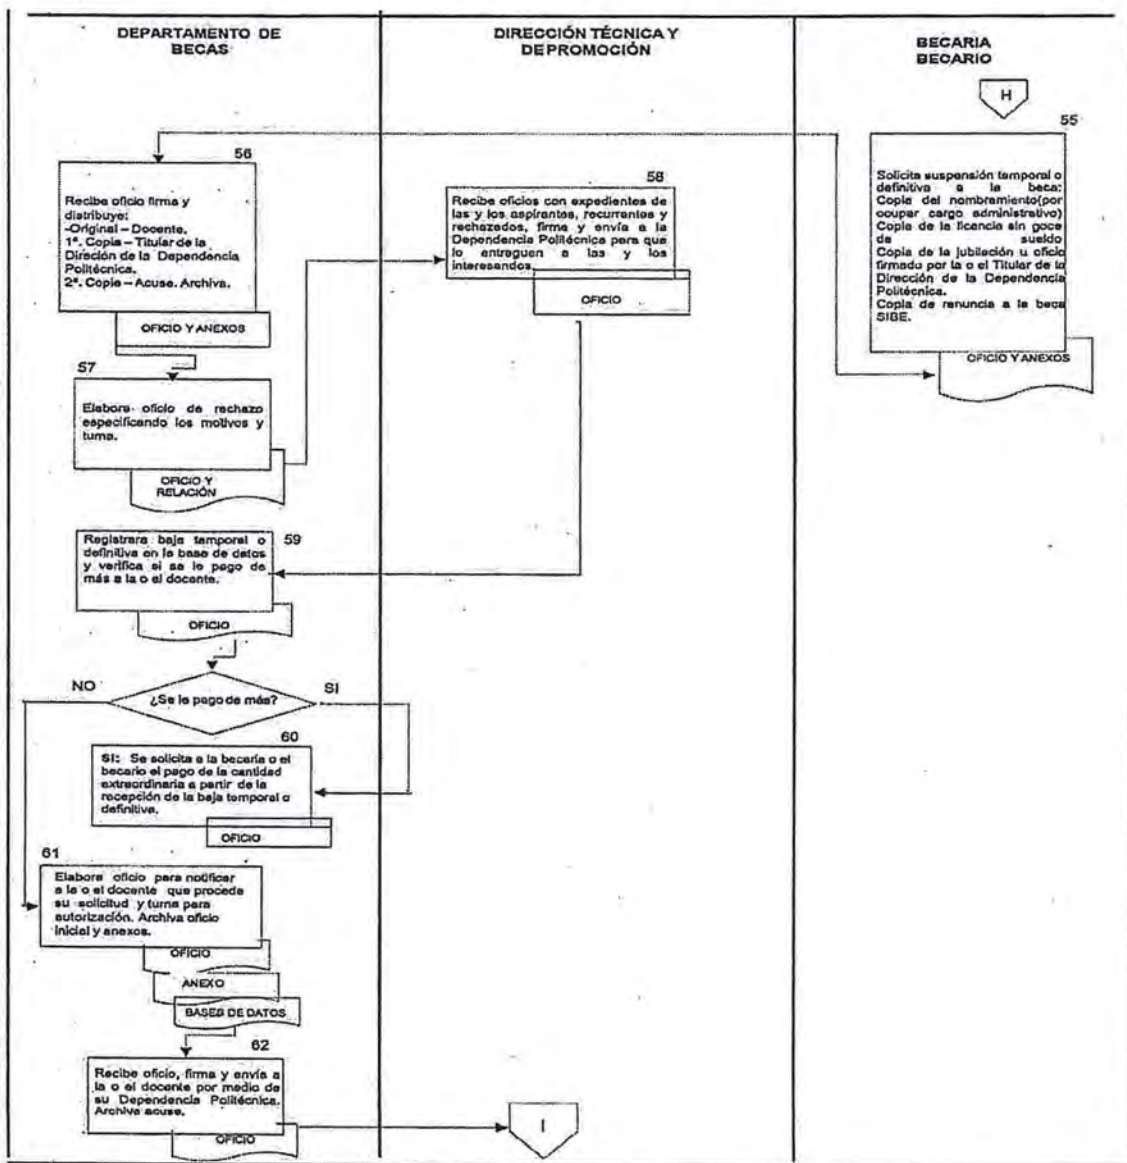 DEPARTAMENTO DE
BECAS
DIRECCIÓN TÉCNICA Y
DE PROMOCIÓN
BECARIA
BECARIO
H
55
Solicita suspensión temporal o
definitiva a la beca:
Copia del nombramiento(por
ocupar cargo administrativo)
Copia de la licencia sin goce
de sueldo
Copia de la jubilación u oficio
firmado por la o el Titular de la
Dirección de la Dependencia
Politécnica.
Copia de renuncia a la beca
SIBE.
OFICIO Y ANEXOS
56
Recibe oficio firma y
distribuye:
-Original – Docente.
1ª. Copia – Titular de la
Direción de la Dependencia
Politécnica.
2ª. Copia – Acuse. Archiva.
OFICIO Y ANEXOS
57
Elabora oficio de rechazo
especificando los motivos y
turna.
OFICIO Y
RELACIÓN
58
Recibe oficios con expedientes de
las y los aspirantes, recurrentes y
rechazados, firma y envía a la
Dependencia Politécnica para que
lo entreguen a las y los
interesandos.
OFICIO
59
Registrara baja temporal o
definitiva en la base de datos
y verifica si se le pago de
más a la o el docente.
OFICIO
NO
¿Se le pago de más?
SI
60
SI: Se solicita a la becaria o el
becario el pago de la cantidad
extraordinaria a partir de la
recepción de la baja temporal o
definitiva.
OFICIO
61
Elabora oficio para notificar
a la o el docente que procede
su solicitud y turna para
autorización. Archiva oficio
inicial y anexos.
OFICIO
ANEXO
BASES DE DATOS
62
Recibe oficio, firma y envía a
la o el docente por medio de
su Dependencia Politécnica.
Archiva acuse.
OFICIO
I